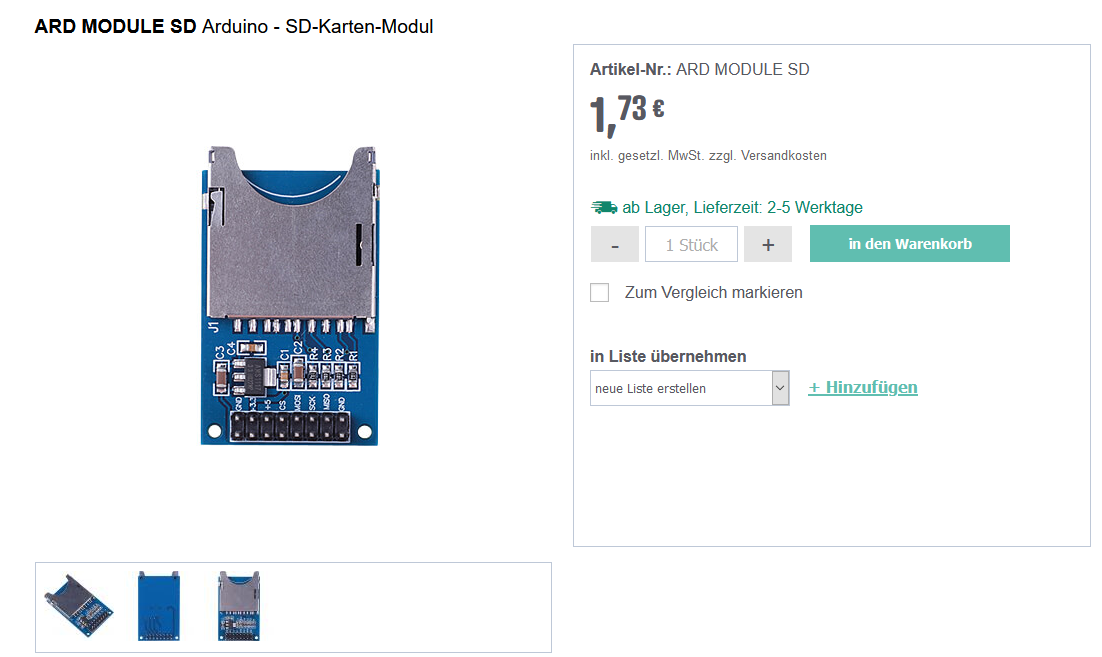 ARD MODULE SD Arduino - SD-Karten-Modul
Artikel-Nr.: ARD MODULE SD
1,73 €
inkl. gesetzl. MwSt. zzgl. Versandkosten
ab Lager, Lieferzeit: 2-5 Werktage
- 1 Stück + in den Warenkorb
Zum Vergleich markieren
in Liste übernehmen
neue Liste erstellen + Hinzufügen
J1
C3 C4 C1 C2 R4 R3 R2 R1
GND +5 CS MOSI SCK MISO GND